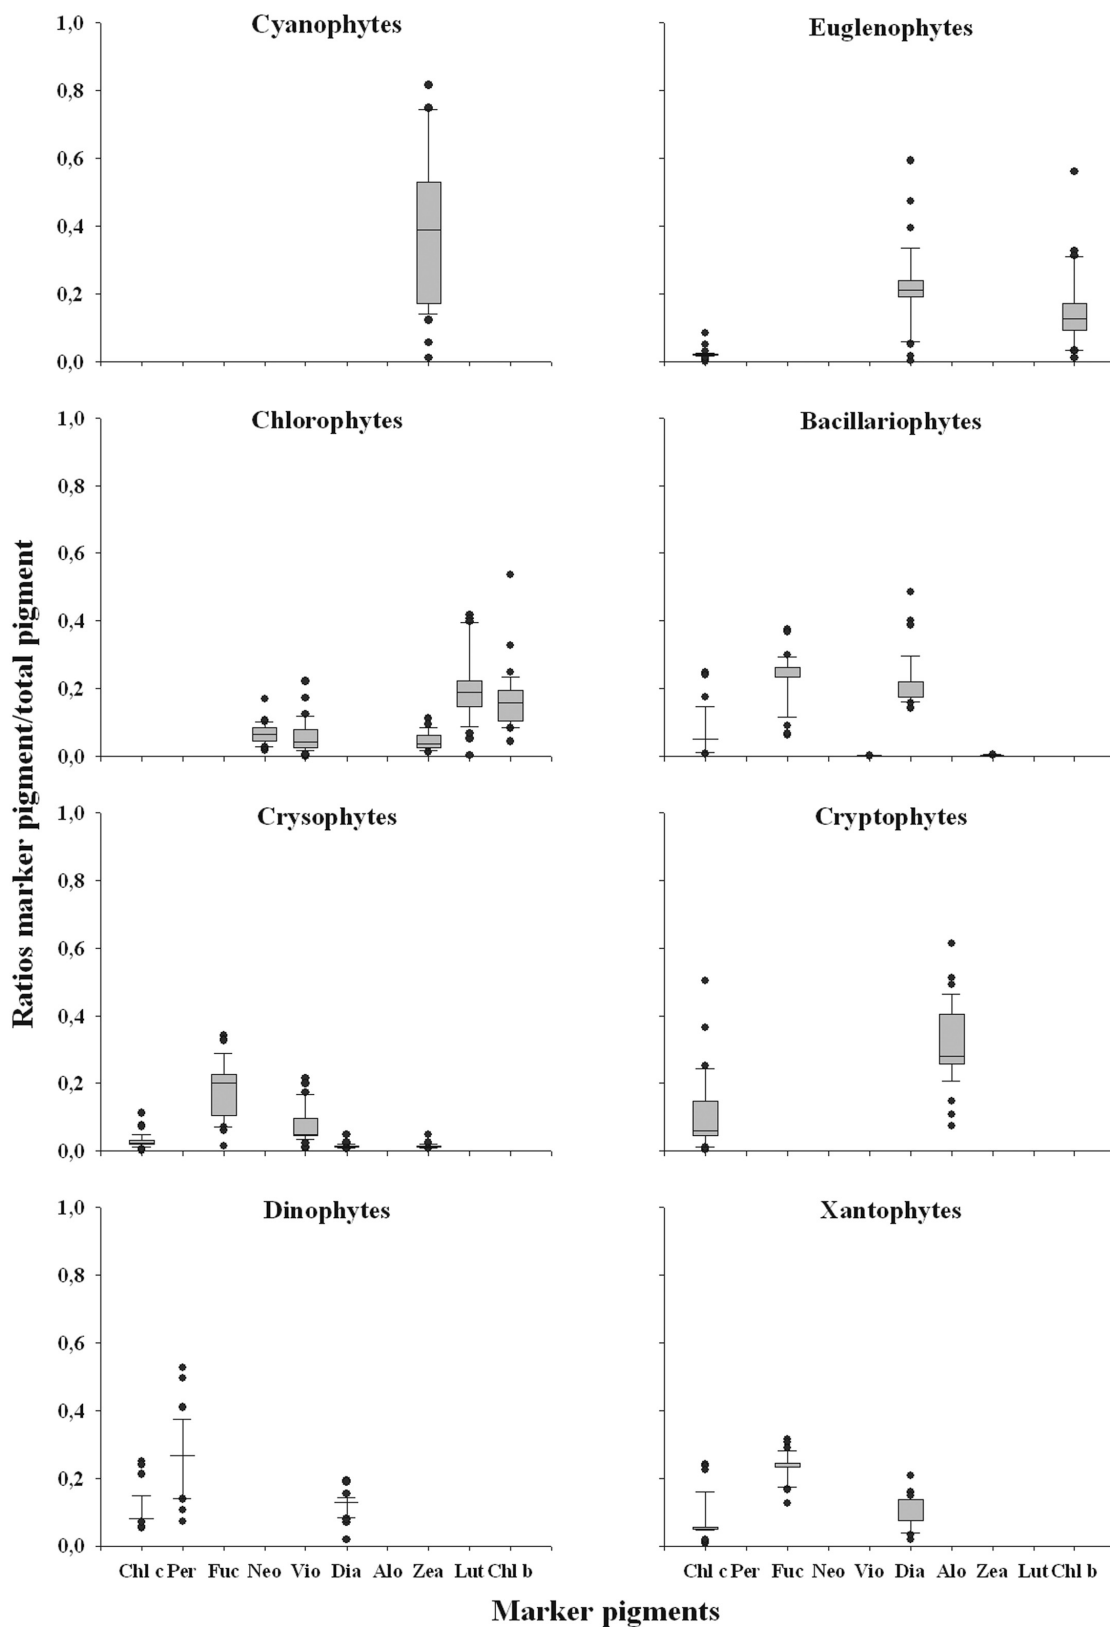 Cyanophytes
1,0
0,8
0,6
0,4
0,2
0,0
Euglenophytes
Chlorophytes
1,0
0,8
0,6
0,4
0,2
0,0
Bacillariophytes
Crysophytes
1,0
0,8
0,6
0,4
0,2
0,0
Cryptophytes
Dinophytes
1,0
0,8
0,6
0,4
0,2
0,0
Xantophytes
Ratios marker pigment/total pigment
Chl c Per Fuc Neo Vio Dia Alo Zea Lut Chl b
Chl c Per Fuc Neo Vio Dia Alo Zea Lut Chl b
Marker pigments